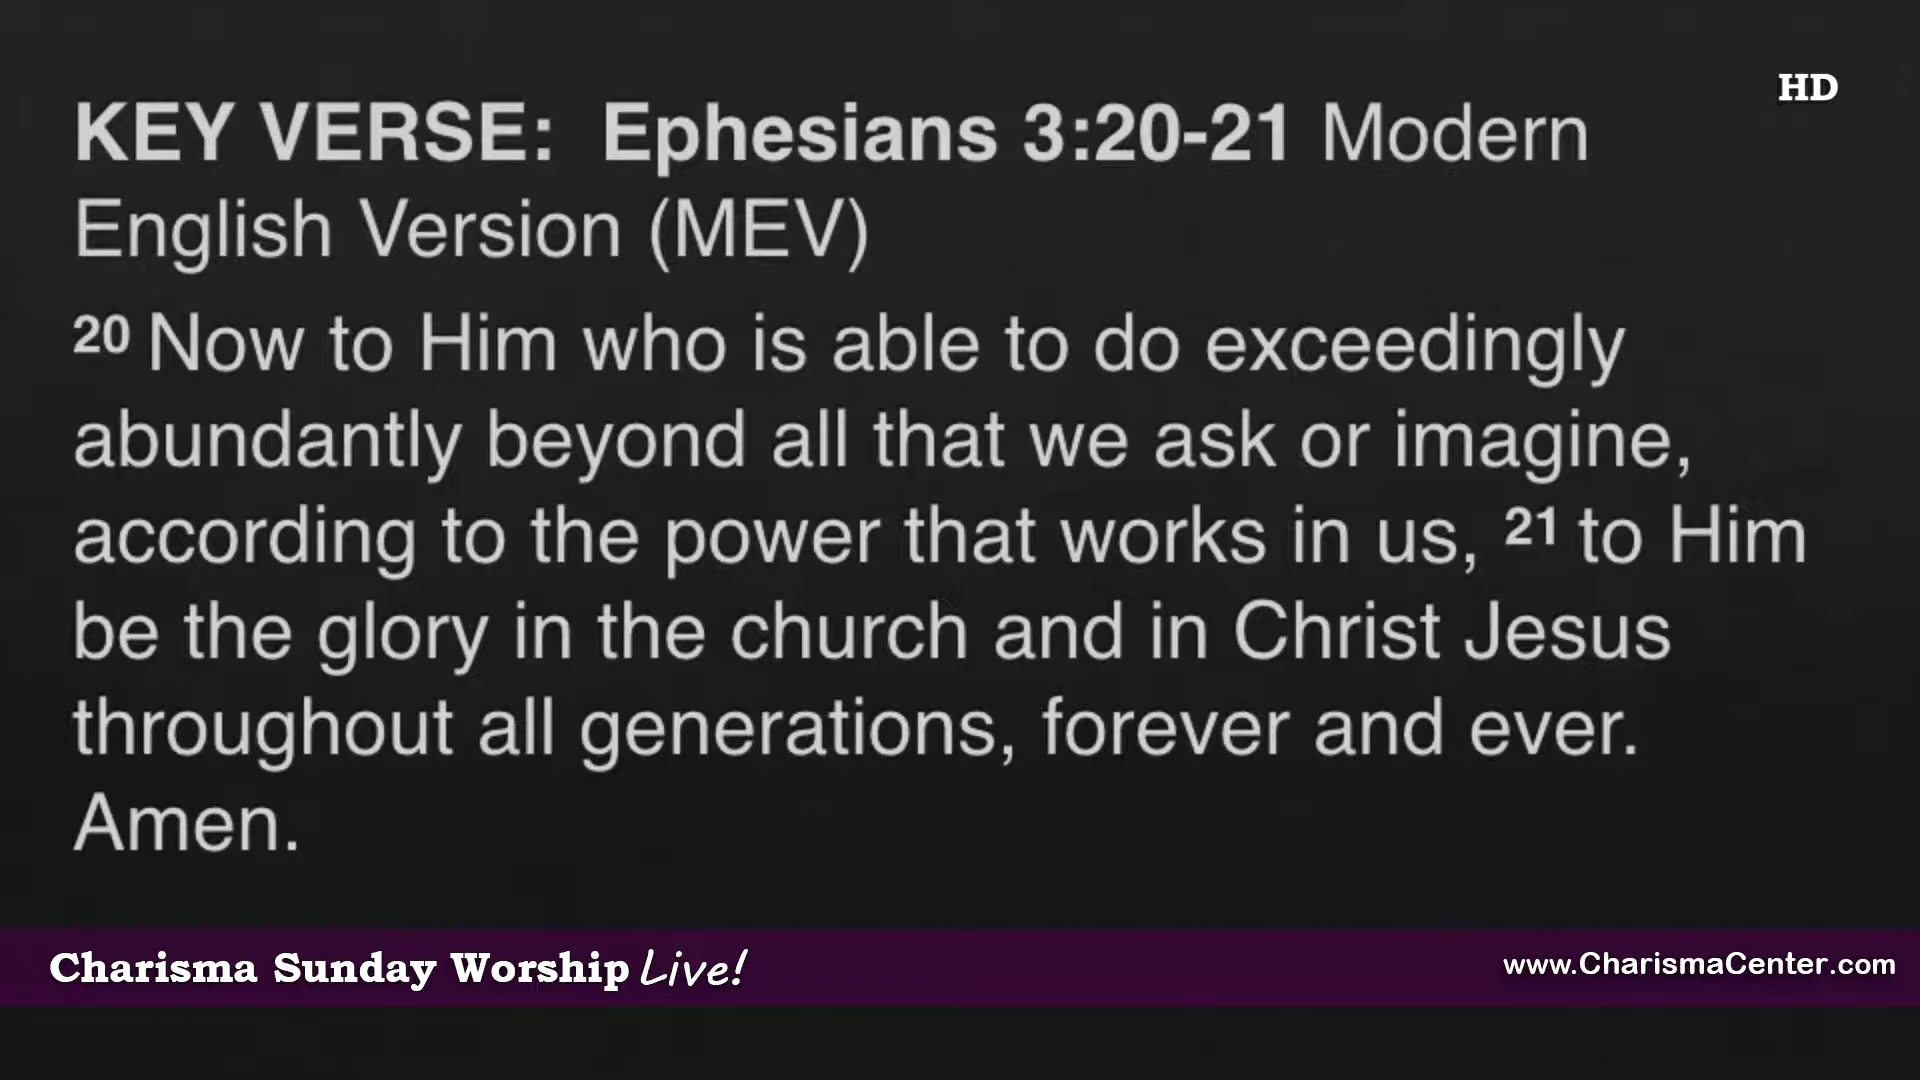 HD
KEY VERSE:  Ephesians 3:20-21 Modern
English Version (MEV)
20 Now to Him who is able to do exceedingly
abundantly beyond all that we ask or imagine,
according to the power that works in us, 21 to Him
be the glory in the church and in Christ Jesus
throughout all generations, forever and ever.
Amen.
Charisma Sunday Worship Live!
www.CharismaCenter.com